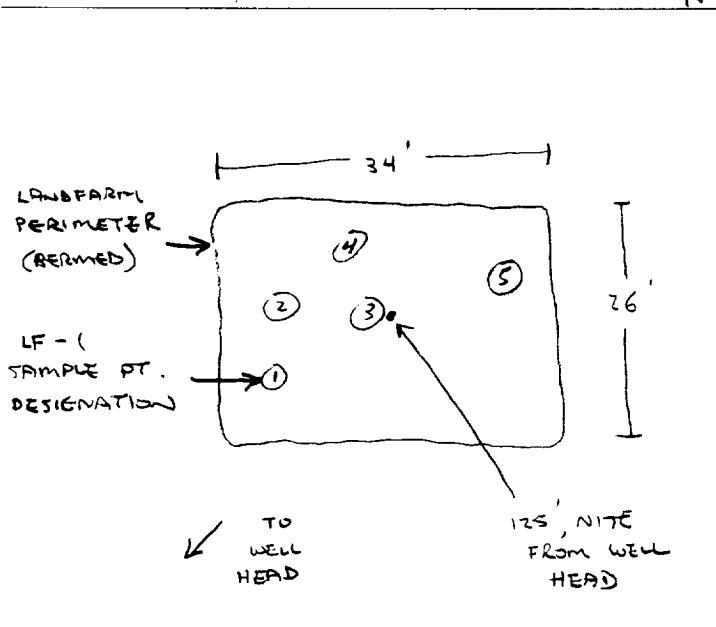 34'
LANDFARM
PERIMETER
(BERMED)
4
5
2
3
26'
LF-1
SAMPLE PT.
DESIGNATION
1
TO
WELL
HEAD
125', N17E
FROM WELL
HEAD